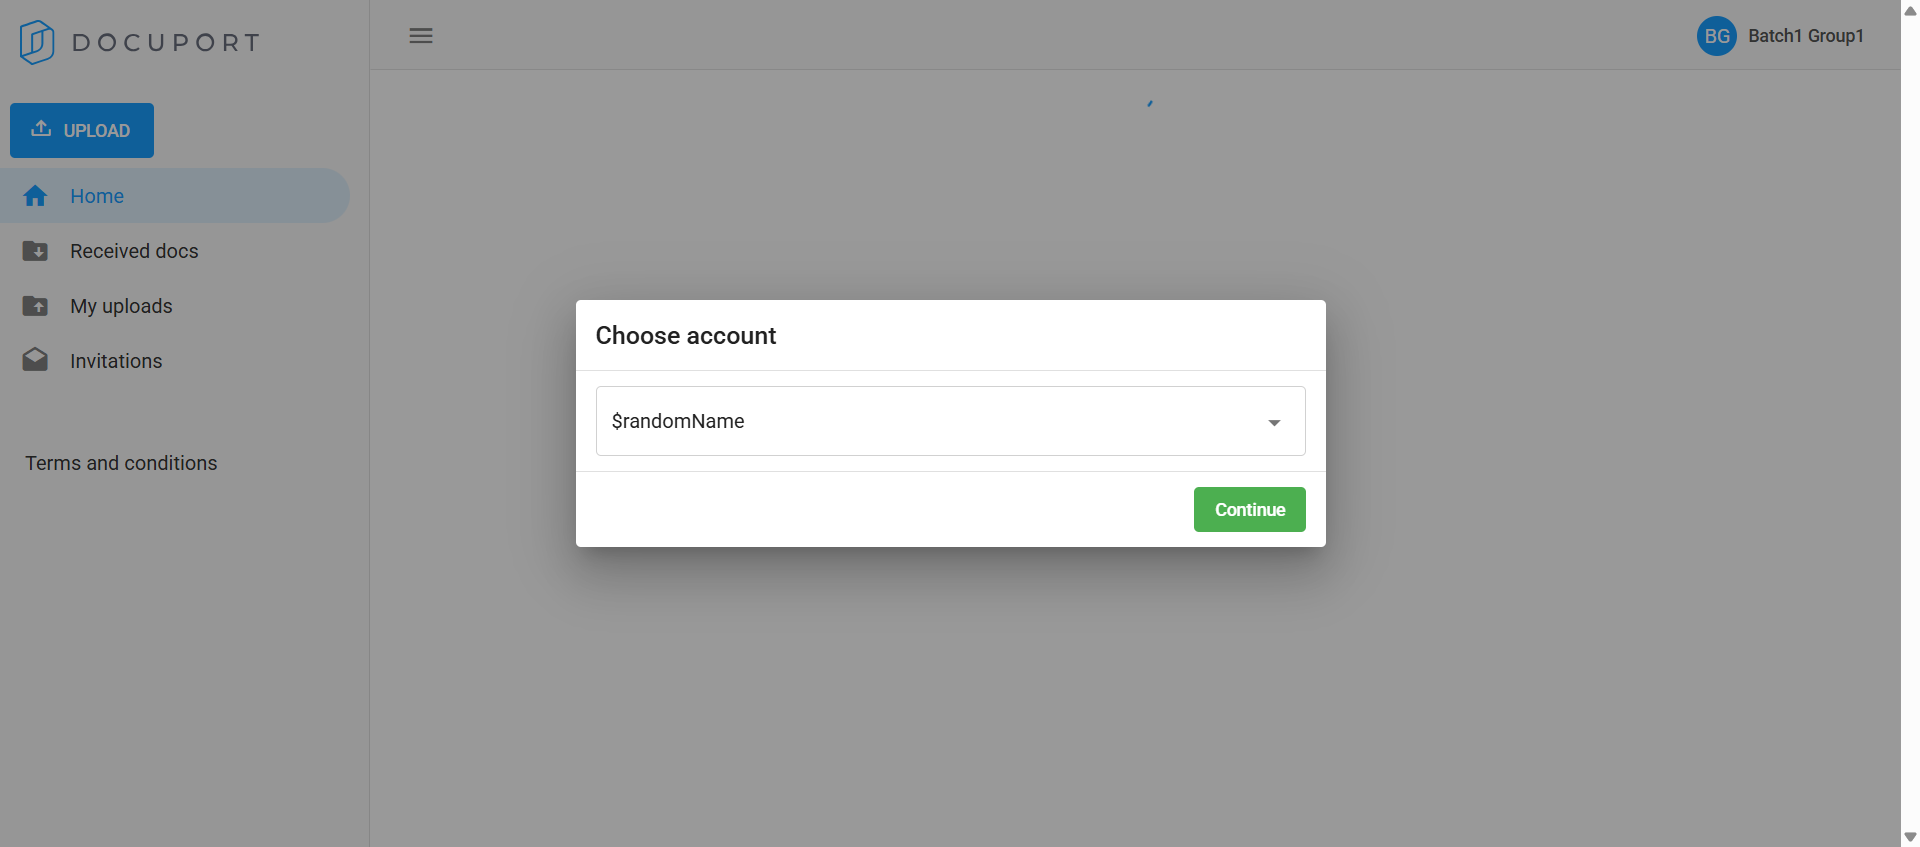 DOCUPORT
BG Batch1 Group1
UPLOAD
Home
Received docs
My uploads
Invitations
Terms and conditions
Choose account
$randomName
Continue